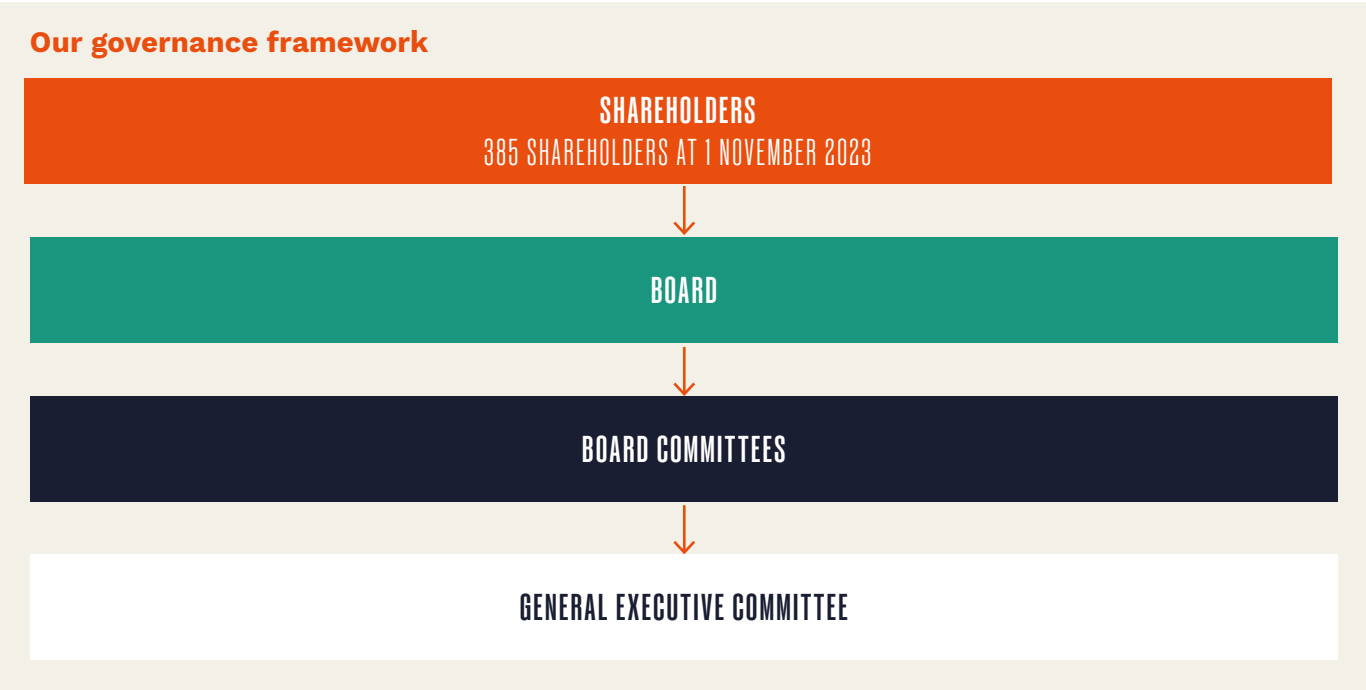 Our governance framework
SHAREHOLDERS
385 SHAREHOLDERS AT 1 NOVEMBER 2023
BOARD
BOARD COMMITTEES
GENERAL EXECUTIVE COMMITTEE